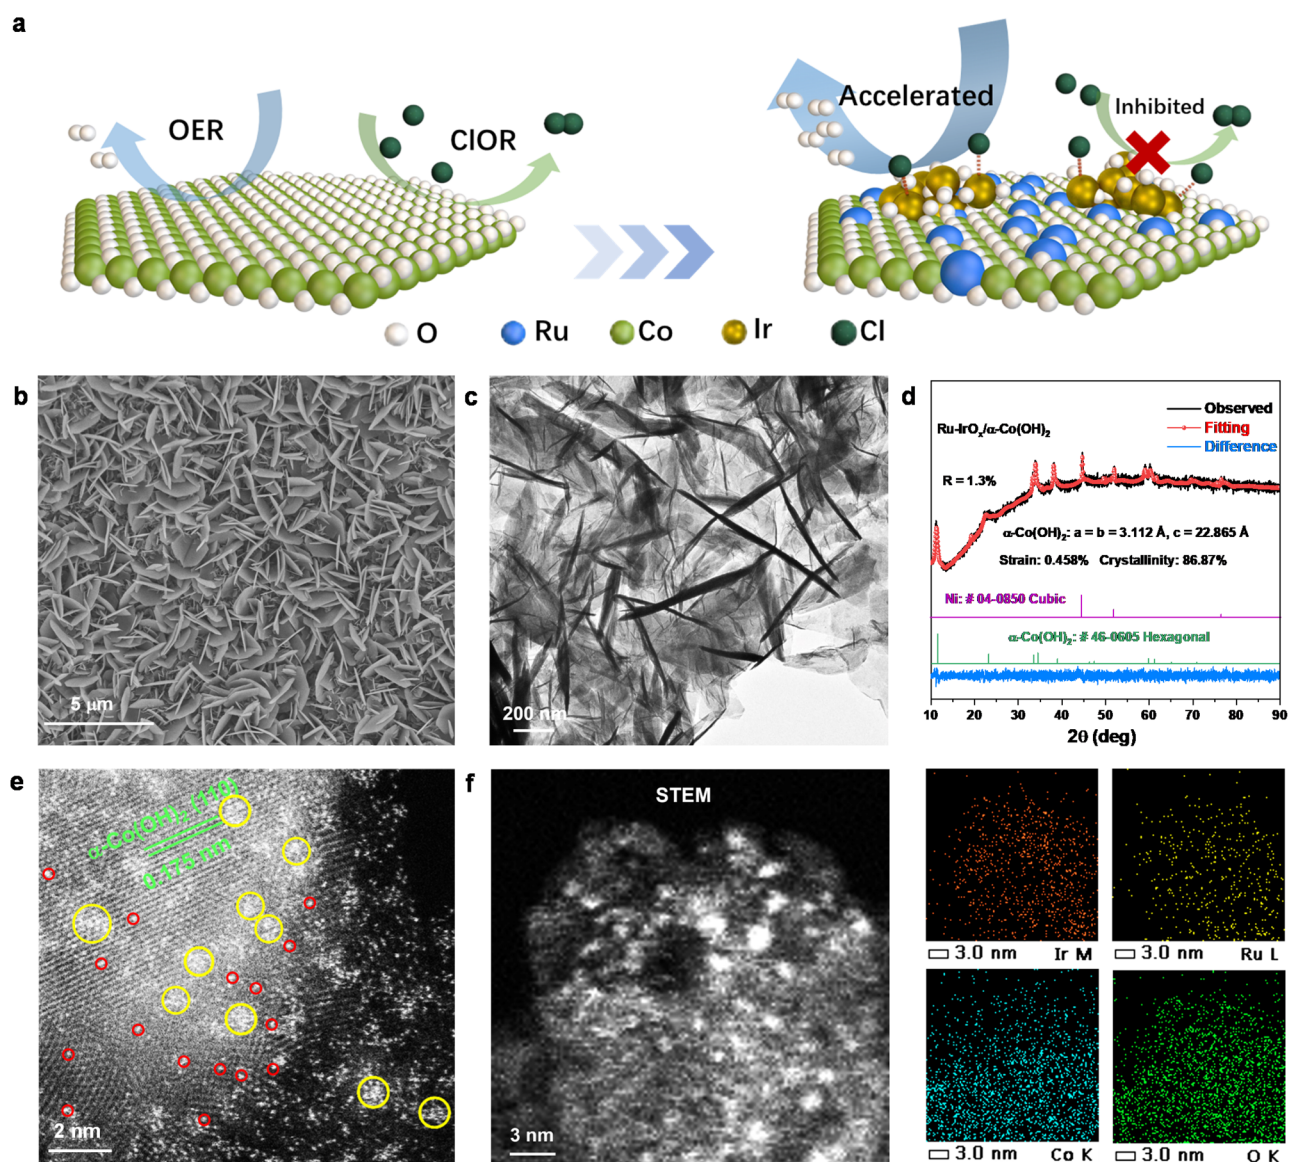 a
OER
ClOR
Accelerated
Inhibited
O
Ru
Co
Ir
Cl
b
5 μm
c
200 nm
d
Observed
Fitting
Difference
Ru-IrOₓ/α-Co(OH)₂
R = 1.3%
α-Co(OH)₂: a = b = 3.112 Å, c = 22.865 Å
Strain: 0.458% Crystallinity: 86.87%
Ni: # 04-0850 Cubic
α-Co(OH)₂: # 46-0605 Hexagonal
10 20 30 40 50 60 70 80 90
2θ (deg)
e
α-Co(OH)₂ (110)
0.175 nm
2 nm
f
STEM
3 nm
3.0 nm Ir M
3.0 nm Ru L
3.0 nm Co K
3.0 nm O K